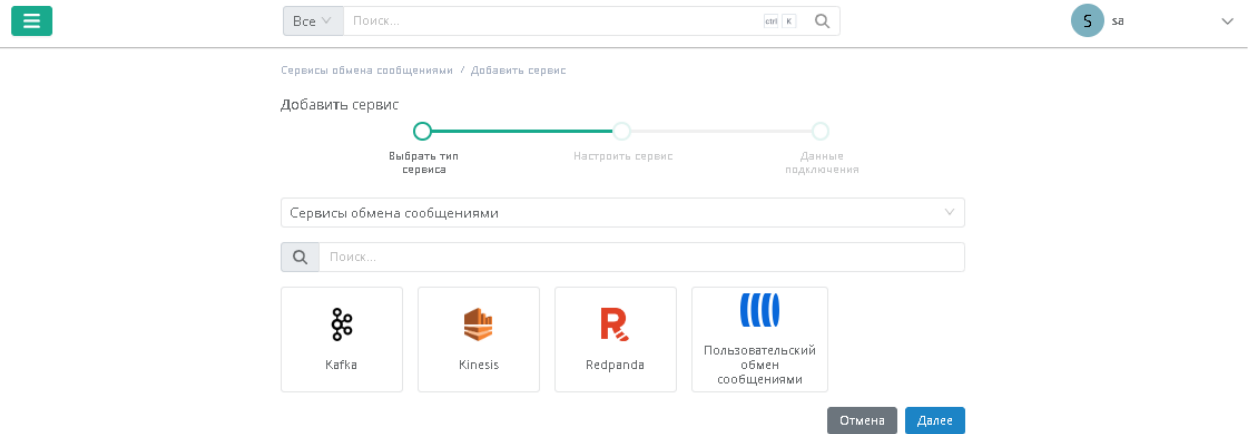 Все Поиск... ctrl K S sa
Сервисы обмена сообщениями / Добавить сервис
Добавить сервис
Выбрать тип сервиса
Настроить сервис
Данные подключения
Сервисы обмена сообщениями
Поиск...
Kafka
Kinesis
Redpanda
Пользовательский
обмен
сообщениями
Отмена Далее